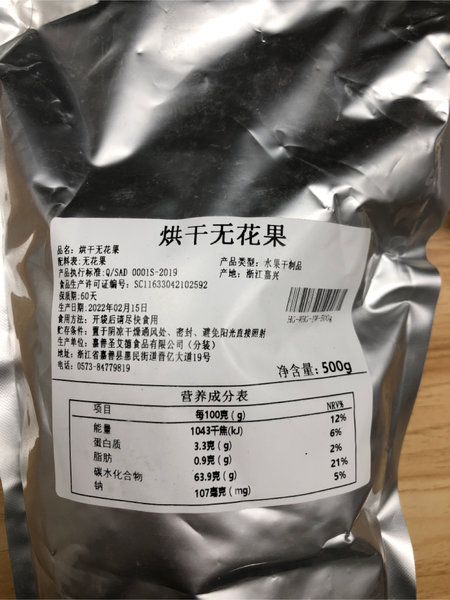 烘干无花果
品名：烘干无花果
配料表：无花果
产品类型：水果干制品
产品执行标准：Q/SAD 0001S-2019
产地：浙江嘉兴
食品生产许可证编号：SC11633042102592
保质期：60天
生产日期：2022年02月15日
食用方法：开袋后请尽快食用
贮存条件：置于阴凉干燥通风处、密封、避免阳光直接照射
生产单位：嘉善圣艾德食品有限公司（分装）
地址：浙江省嘉善县惠民街道晋亿大道19号
电话：0573-84779819
净含量：500g
营养成分表
项目 每100克(g) NRV%
能量 1043千焦(kJ) 12%
蛋白质 3.3克(g) 6%
脂肪 0.9克(g) 2%
碳水化合物 63.9克(g) 21%
钠 107毫克(mg) 5%